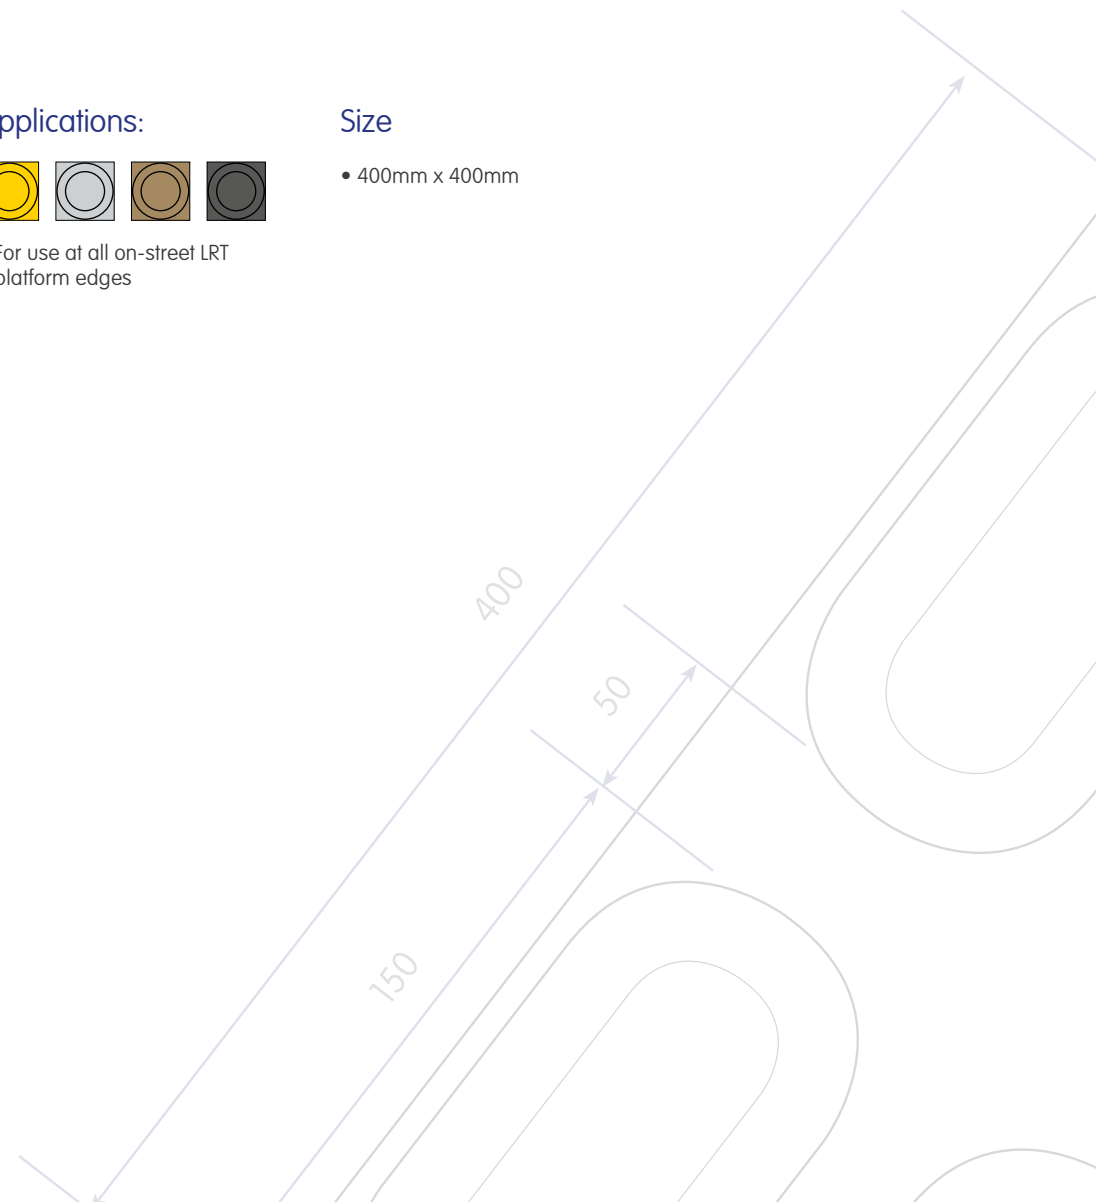 pplications:
For use at all on-street LRT
platform edges
Size
• 400mm x 400mm
400
50
150